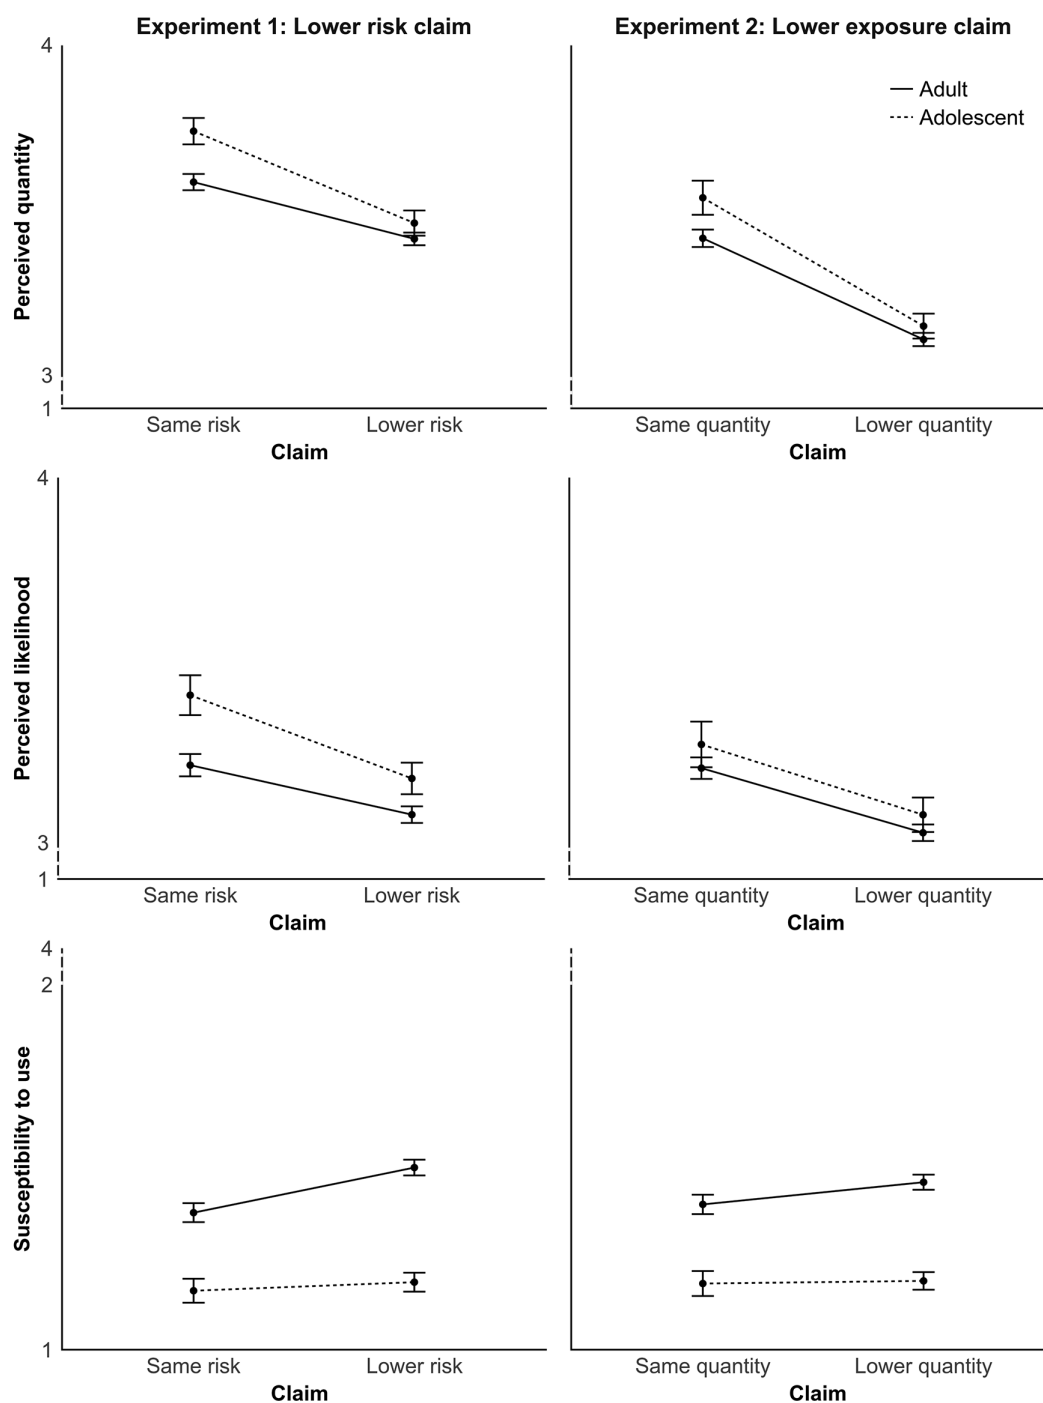 Experiment 1: Lower risk claim
Experiment 2: Lower exposure claim
4
Adult
Adolescent
Perceived quantity
3
1
Same risk
Lower risk
Same quantity
Lower quantity
Claim
Claim
4
Perceived likelihood
3
1
Same risk
Lower risk
Same quantity
Lower quantity
Claim
Claim
4
2
Susceptibility to use
1
Same risk
Lower risk
Same quantity
Lower quantity
Claim
Claim